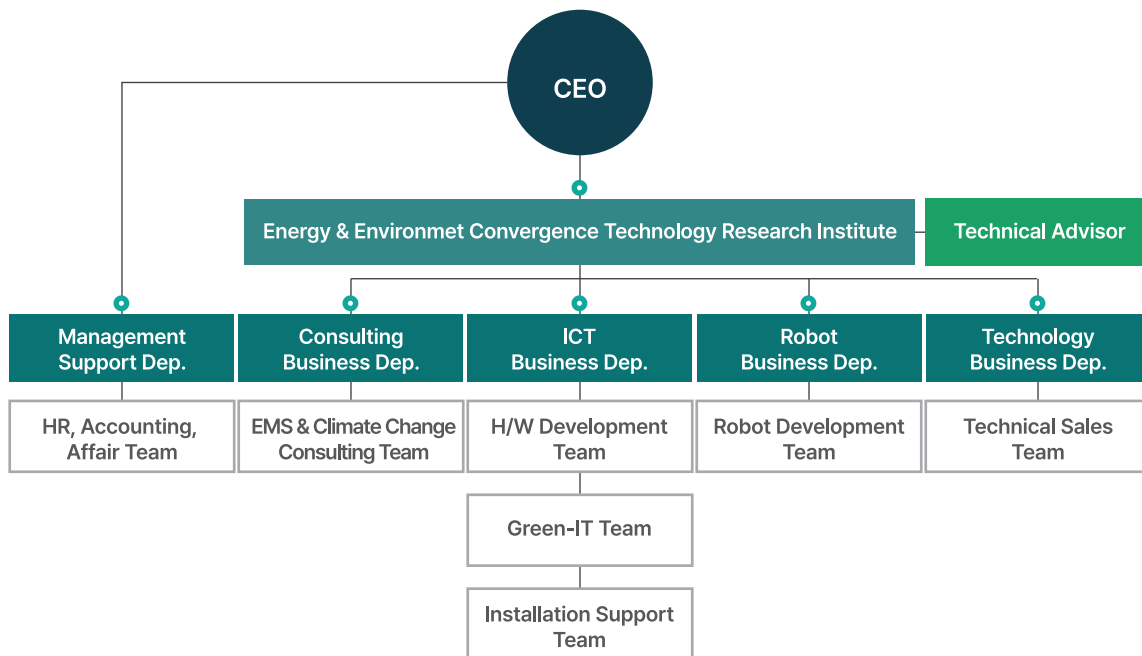 CEO
Energy & Environmet Convergence Technology Research Institute
Technical Advisor
Management
Support Dep.
Consulting
Business Dep.
ICT
Business Dep.
Robot
Business Dep.
Technology
Business Dep.
HR, Accounting,
Affair Team
EMS & Climate Change
Consulting Team
H/W Development
Team
Robot Development
Team
Technical Sales
Team
Green-IT Team
Installation Support
Team